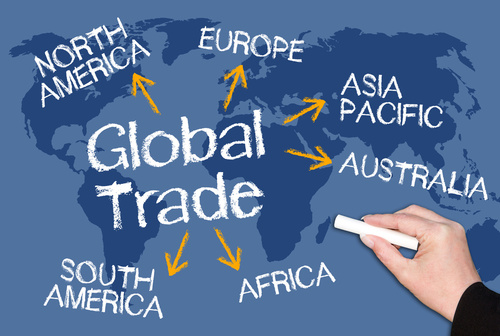 NORTH
AMERICA
EUROPE
ASIA
PACIFIC
Global
Trade
AUSTRALIA
SOUTH
AMERICA
AFRICA